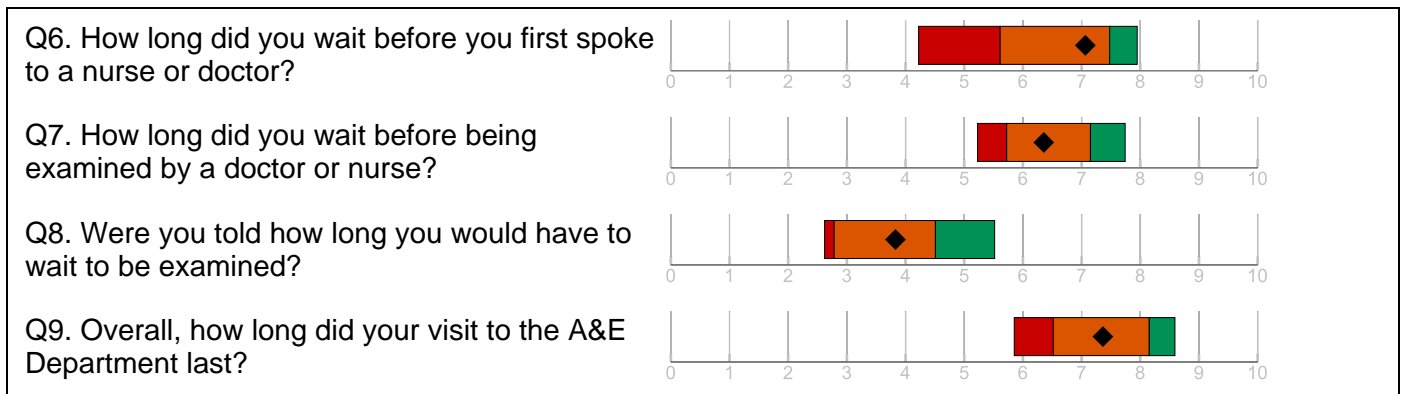 Q6. How long did you wait before you first spoke
to a nurse or doctor?
0 1 2 3 4 5 6 7 8 9 10
Q7. How long did you wait before being
examined by a doctor or nurse?
0 1 2 3 4 5 6 7 8 9 10
Q8. Were you told how long you would have to
wait to be examined?
0 1 2 3 4 5 6 7 8 9 10
Q9. Overall, how long did your visit to the A&E
Department last?
0 1 2 3 4 5 6 7 8 9 10